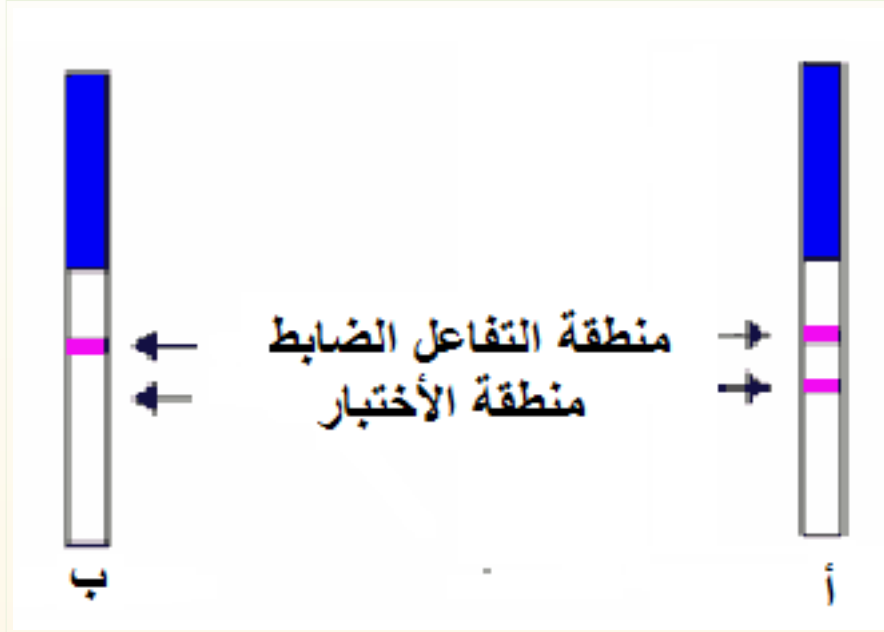 منطقة التفاعل الضابط
منطقة الأختبار
أ
ب